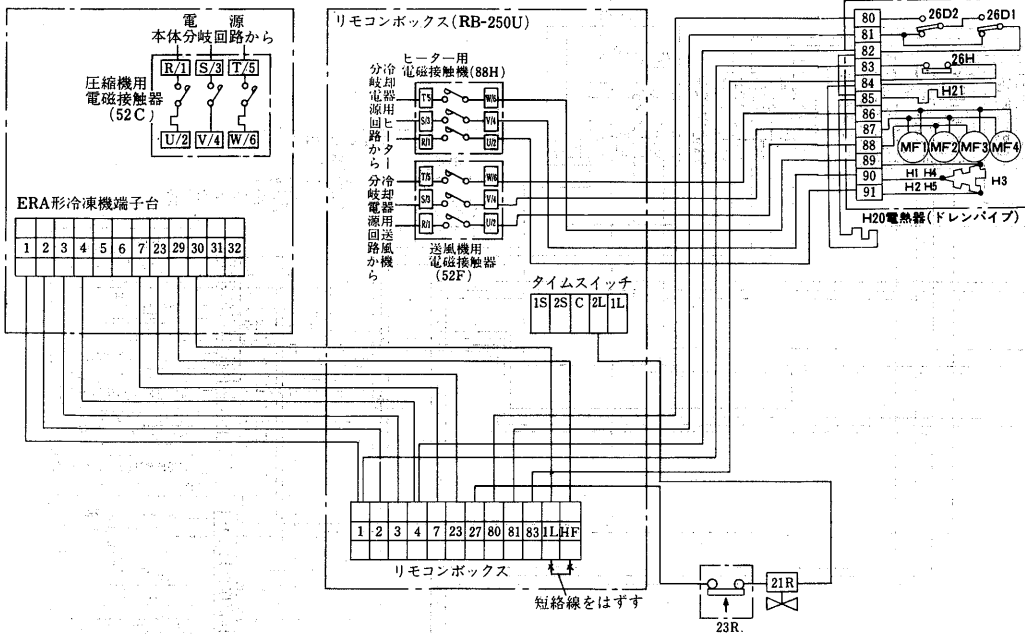 電源
本体分岐回路から
R/1 S/3 T/5
圧縮機用
電磁接触器
(52C)
U/2 V/4 W/6
ERA形冷凍機端子台
1 2 3 4 5 6 7 23 29 30 31 32
リモコンボックス(RB-250U)
ヒーター用
電磁接触機(88H)
冷却器用ヒーター
分岐電源回路から
T/5 W/6
S/3 V/4
R/1 U/2
冷却器用送風機
分岐電源回路から
T/5 W/6
S/3 V/4
R/1 U/2
送風機用
電磁接触器
(52F)
タイムスイッチ
1S 2S C 2L 1L
1 2 3 4 7 23 27 80 81 83 1L HF
リモコンボックス
短絡線をはずす
80 26D2 26D1
81
82
83 26H
84
85 H21
86
87
88 MF1 MF2 MF3 MF4
89
90 H1 H4
91 H2 H5 H3
H20電熱器(ドレンパイプ)
21R
23R